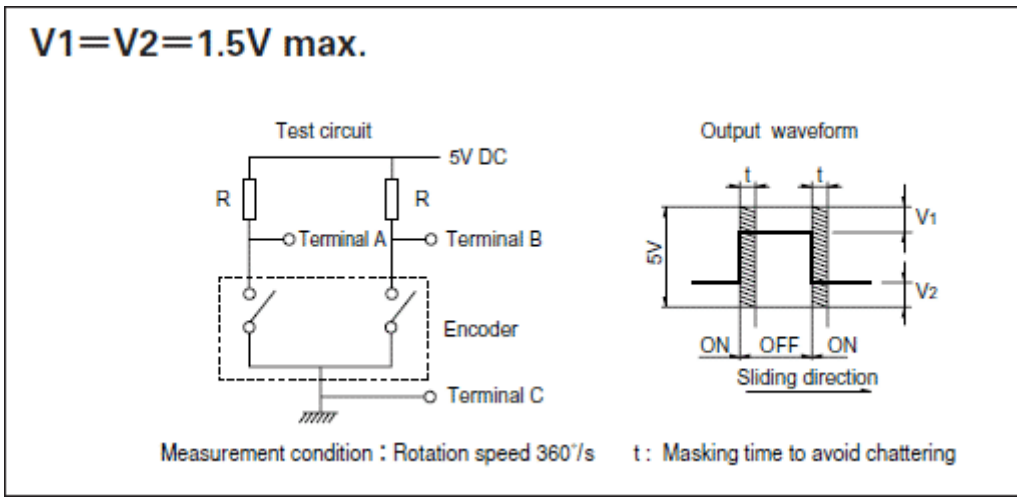 V1=V2=1.5V max.
Test circuit
5V DC
R
R
Terminal A
Terminal B
Encoder
Terminal C
Output waveform
t
t
V1
5V
V2
ON OFF ON
Sliding direction
Measurement condition : Rotation speed 360°/s
t : Masking time to avoid chattering